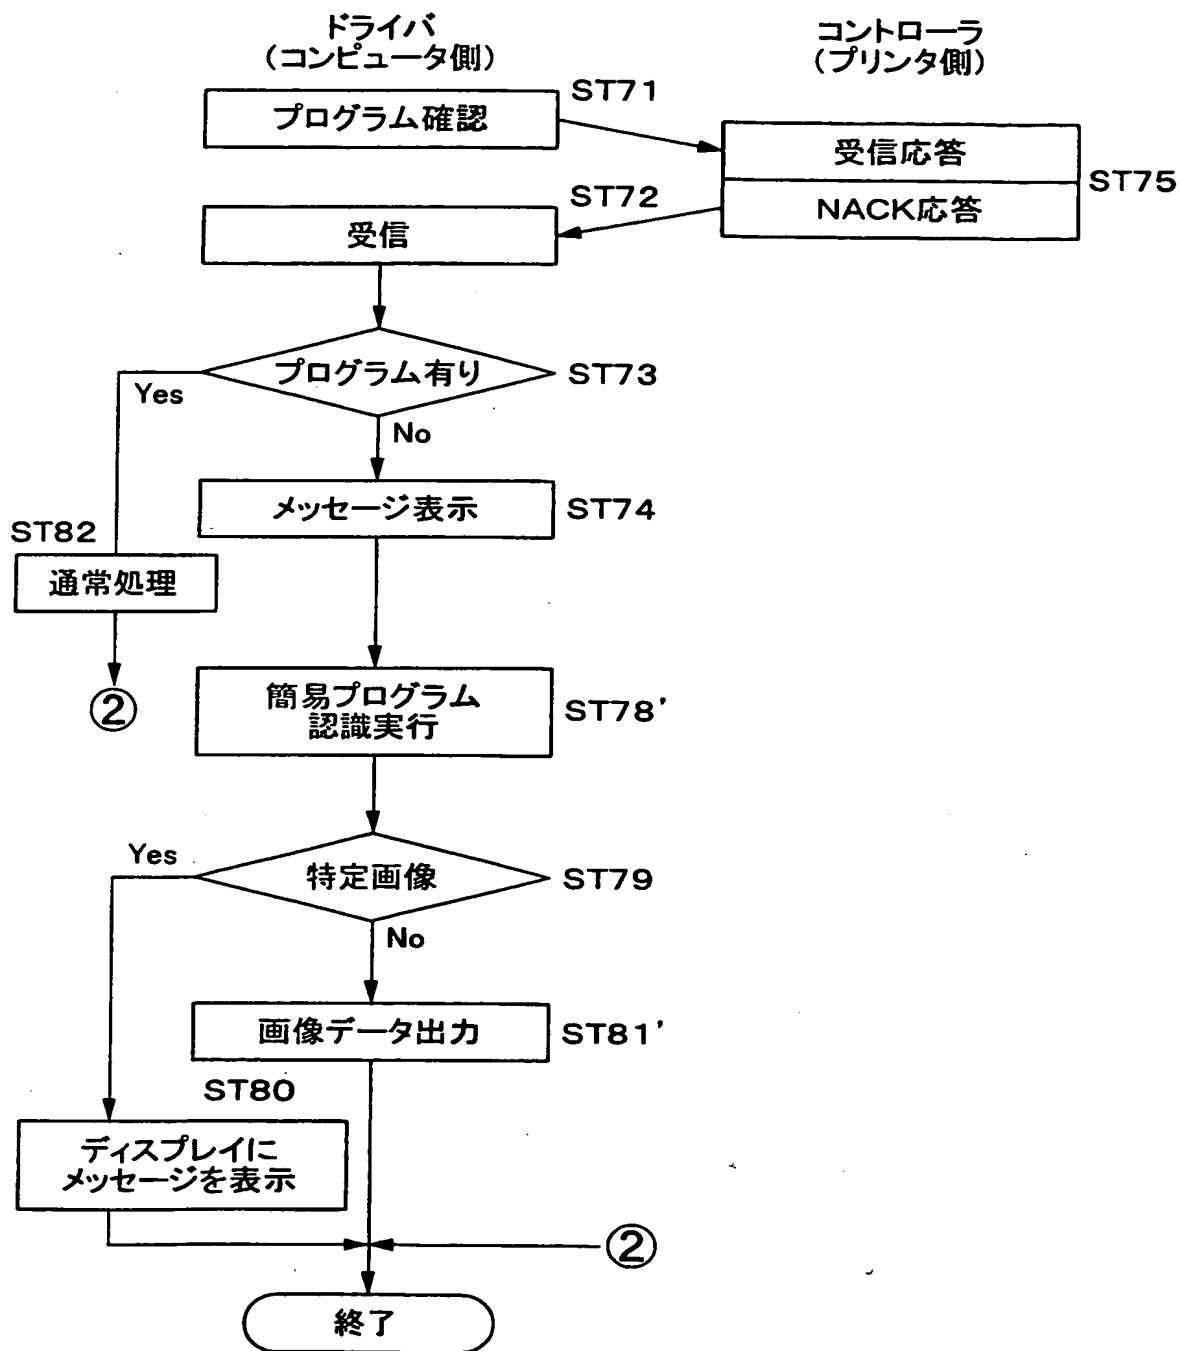 ドライバ
(コンピュータ側)
コントローラ
(プリンタ側)
ST71
プログラム確認
受信応答
ST75
NACK応答
ST72
受信
プログラム有り
ST73
Yes
No
メッセージ表示
ST74
ST82
通常処理
②
簡易プログラム
認識実行
ST78'
Yes
特定画像
ST79
No
画像データ出力
ST81'
ST80
ディスプレイに
メッセージを表示
②
終了